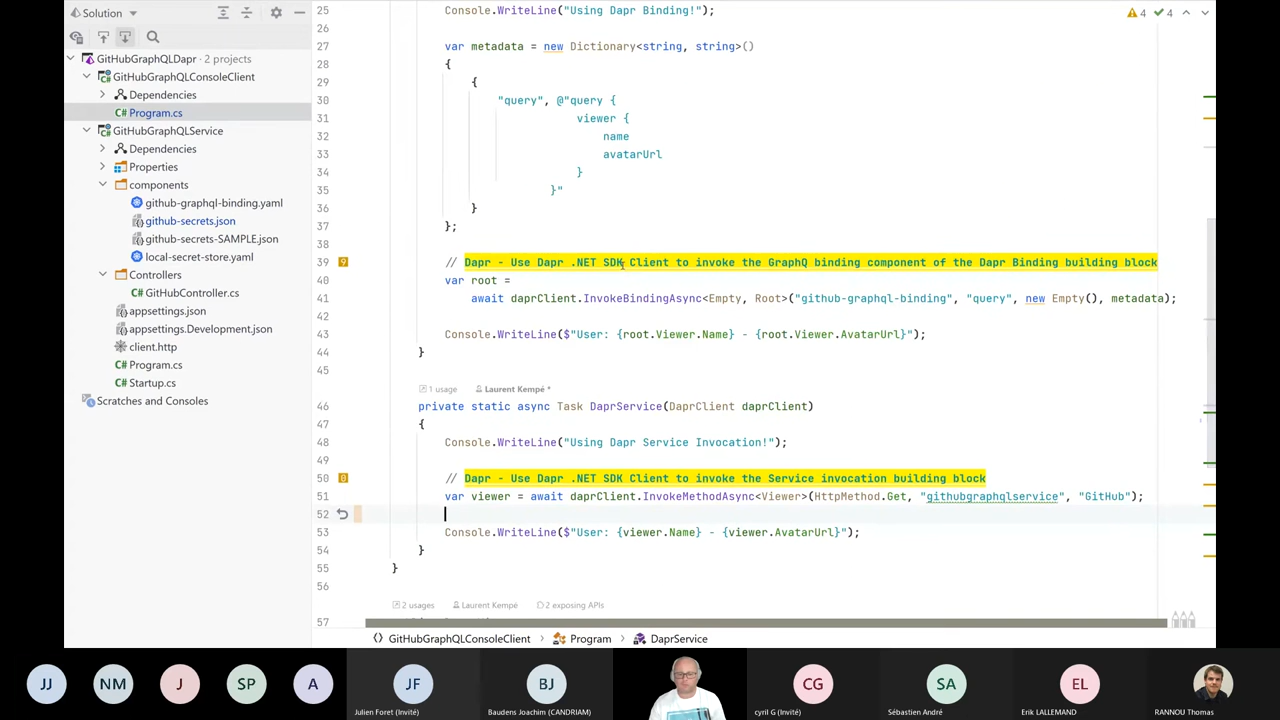 Solution
GitHubGraphQLDapr · 2 projects
GitHubGraphQLConsoleClient
Dependencies
C# Program.cs
GitHubGraphQLService
Dependencies
Properties
components
github-graphql-binding.yaml
github-secrets.json
github-secrets-SAMPLE.json
local-secret-store.yaml
Controllers
C# GitHubController.cs
appsettings.json
appsettings.Development.json
client.http
C# Program.cs
C# Startup.cs
Scratches and Consoles
4 4
25 Console.WriteLine("Using Dapr Binding!");
26
27 var metadata = new Dictionary<string, string>()
28 {
29 {
30 "query", @"query {
31 viewer {
32 name
33 avatarUrl
34 }
35 }"
36 }
37 };
38
39 // Dapr - Use Dapr .NET SDK Client to invoke the GraphQ binding component of the Dapr Binding building block
40 var root =
41 await daprClient.InvokeBindingAsync<Empty, Root>("github-graphql-binding", "query", new Empty(), metadata);
42
43 Console.WriteLine($"User: {root.Viewer.Name} - {root.Viewer.AvatarUrl}");
44 }
45
1 usage Laurent Kempé *
46 private static async Task DaprService(DaprClient daprClient)
47 {
48 Console.WriteLine("Using Dapr Service Invocation!");
49
50 // Dapr - Use Dapr .NET SDK Client to invoke the Service invocation building block
51 var viewer = await daprClient.InvokeMethodAsync<Viewer>(HttpMethod.Get, "githubgraphqlservice", "GitHub");
52
53 Console.WriteLine($"User: {viewer.Name} - {viewer.AvatarUrl}");
54 }
55 }
56
2 usages Laurent Kempé 2 exposing APIs
57
GitHubGraphQLConsoleClient Program DaprService
JJ NM J SP A JF BJ CG SA EL
Julien Foret (Invité) Baudens Joachim (CANDRIAM) cyril G (Invité) Sébastien André Erik LALLEMAND RANNOU Thomas